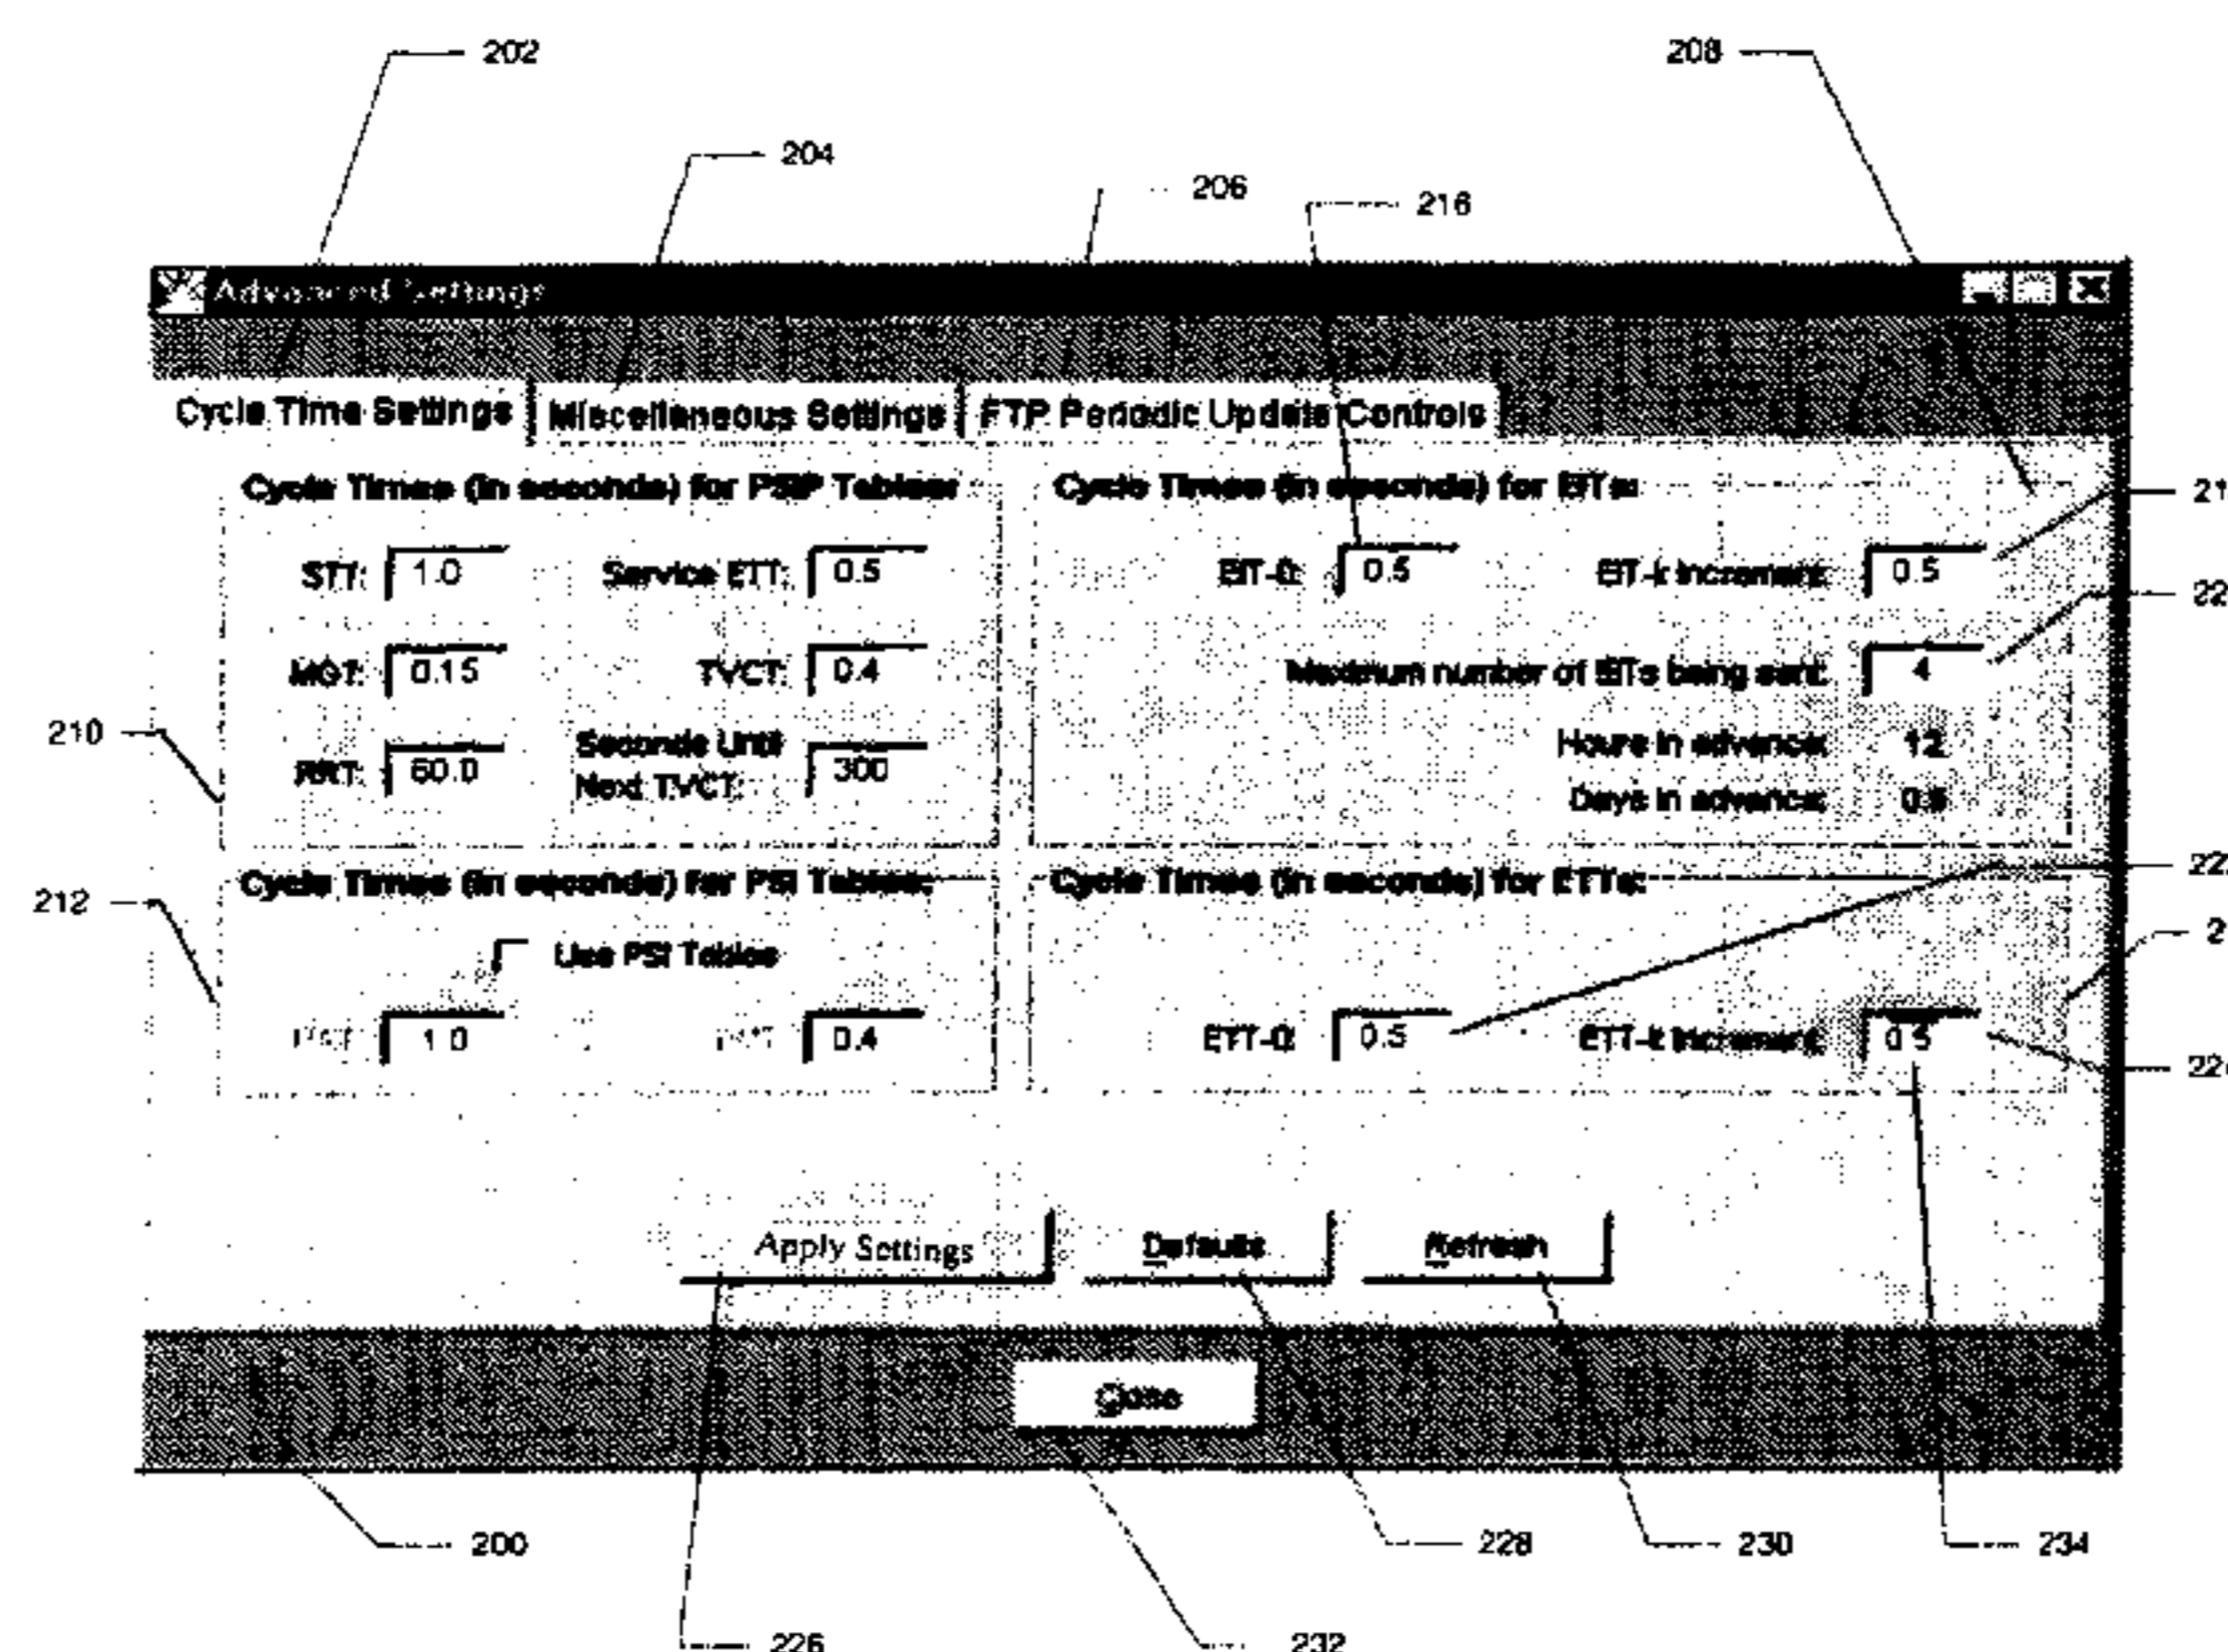 202
208
204
206
216
Advanced Settings
Cycle Time Settings
Miscellaneous Settings
FTP Periodic Update Controls
Cycle Times (in seconds) for PSIP Tables:
Cycle Times (in seconds) for EITs:
STT: 1.0
Service ETT: 0.5
EIT-0: 0.5
EIT-k Increment: 0.5
MGT: 0.15
TVCT: 0.4
Maximum number of EITs being sent: 4
210
RRT: 60.0
Seconds Until
Next TVCT: 300
Hours in advance: 12
Days in advance: 0.5
212
Cycle Times (in seconds) for PSI Tables:
Cycle Times (in seconds) for ETTs:
Use PSI Tables
1.0
0.4
ETT-0: 0.5
ETT-k Increment: 0.5
Apply Settings
Defaults
Refresh
Close
200
228
230
234
226
232